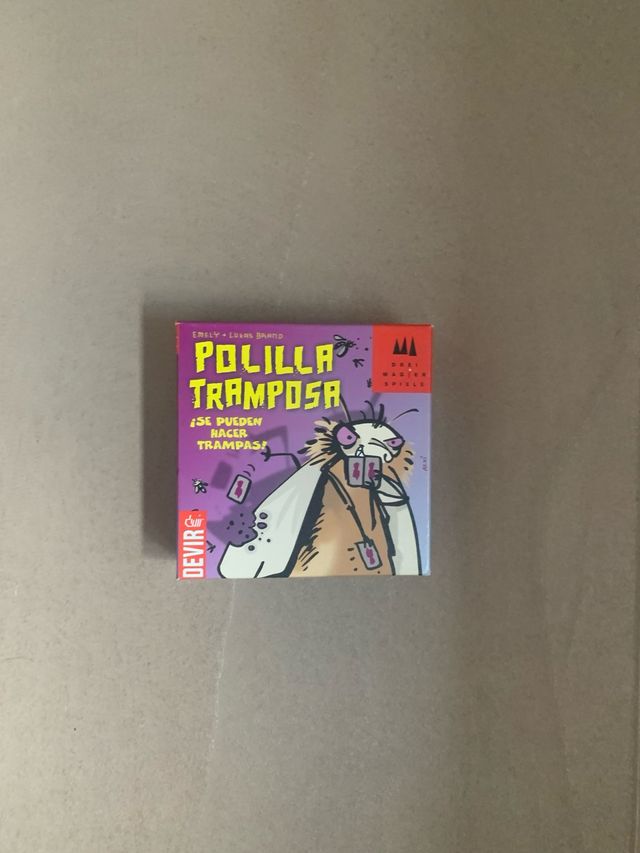 EMELY + LUKAS BRAND
POLILLA
TRAMPOSA
¡SE PUEDEN
HACER
TRAMPAS!
DREI
MAGIER
SPIELE
DEVIR